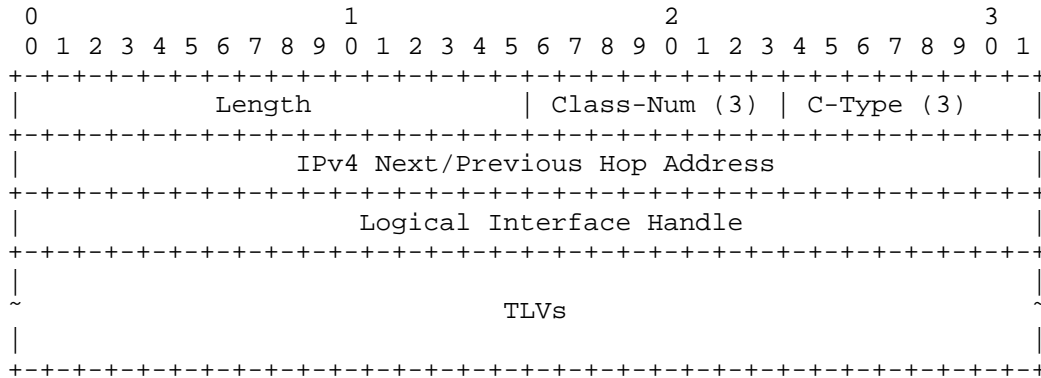 0                   1                   2                   3
 0 1 2 3 4 5 6 7 8 9 0 1 2 3 4 5 6 7 8 9 0 1 2 3 4 5 6 7 8 9 0 1
+-+-+-+-+-+-+-+-+-+-+-+-+-+-+-+-+-+-+-+-+-+-+-+-+-+-+-+-+-+-+-+-+
|            Length             | Class-Num (3) | C-Type (3)    |
+-+-+-+-+-+-+-+-+-+-+-+-+-+-+-+-+-+-+-+-+-+-+-+-+-+-+-+-+-+-+-+-+
|                 IPv4 Next/Previous Hop Address                |
+-+-+-+-+-+-+-+-+-+-+-+-+-+-+-+-+-+-+-+-+-+-+-+-+-+-+-+-+-+-+-+-+
|                     Logical Interface Handle                  |
+-+-+-+-+-+-+-+-+-+-+-+-+-+-+-+-+-+-+-+-+-+-+-+-+-+-+-+-+-+-+-+-+
|                                                               |
~                              TLVs                             ~
|                                                               |
+-+-+-+-+-+-+-+-+-+-+-+-+-+-+-+-+-+-+-+-+-+-+-+-+-+-+-+-+-+-+-+-+